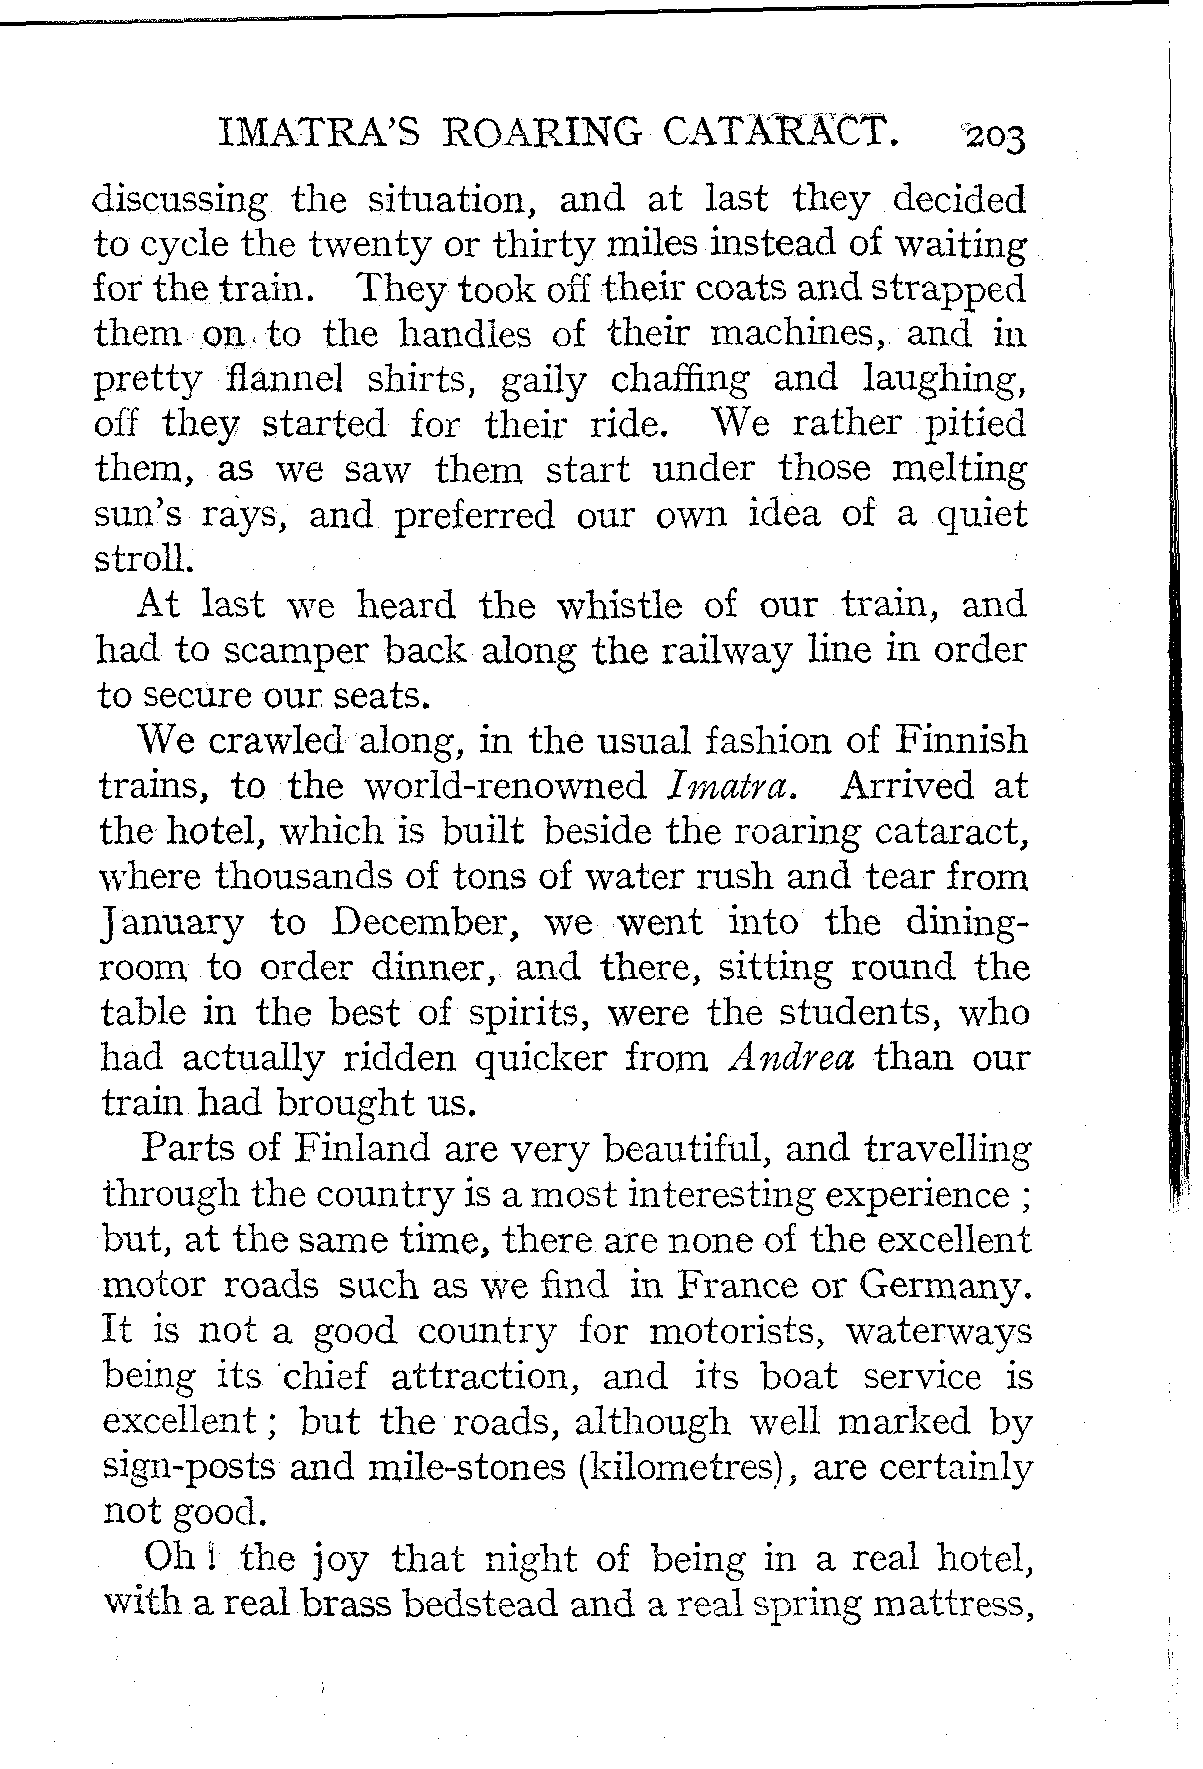 IMATRA'S ROARING CATARACT. 203
discussing the situation, and at last they decided
to cycle the twenty or thirty miles instead of waiting
for the train. They took off their coats and strapped
them on to the handles of their machines, and in
pretty flannel shirts, gaily chaffing and laughing,
off they started for their ride. We rather pitied
them, as we saw them start under those melting
sun's rays, and preferred our own idea of a quiet
stroll.
At last we heard the whistle of our train, and
had to scamper back along the railway line in order
to secure our seats.
We crawled along, in the usual fashion of Finnish
trains, to the world-renowned Imatra. Arrived at
the hotel, which is built beside the roaring cataract,
where thousands of tons of water rush and tear from
January to December, we went into the dining-
room to order dinner, and there, sitting round the
table in the best of spirits, were the students, who
had actually ridden quicker from Andrea than our
train had brought us.
Parts of Finland are very beautiful, and travelling
through the country is a most interesting experience ;
but, at the same time, there are none of the excellent
motor roads such as we find in France or Germany.
It is not a good country for motorists, waterways
being its chief attraction, and its boat service is
excellent ; but the roads, although well marked by
sign-posts and mile-stones (kilometres), are certainly
not good.
Oh ! the joy that night of being in a real hotel,
with a real brass bedstead and a real spring mattress,